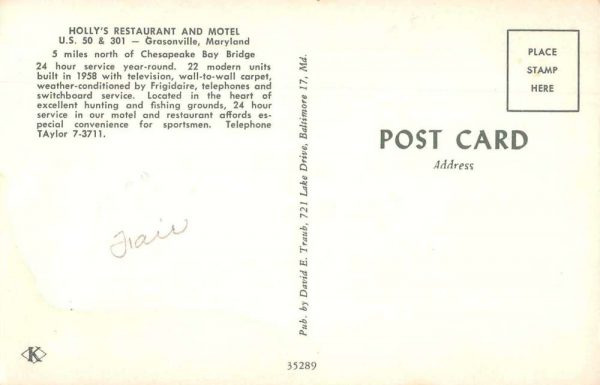 HOLLY'S RESTAURANT AND MOTEL
U.S. 50 & 301 — Grasonville, Maryland
5 miles north of Chesapeake Bay Bridge
24 hour service year-round. 22 modern units
built in 1958 with television, wall-to-wall carpet,
weather-conditioned by Frigidaire, telephones and
switchboard service. Located in the heart of
excellent hunting and fishing grounds, 24 hour
service in our motel and restaurant affords es-
pecial convenience for sportsmen. Telephone
TAylor 7-3711.
Pub. by David E. Traub, 721 Lake Drive, Baltimore 17, Md.
K
35289
PLACE
STAMP
HERE
POST CARD
Address